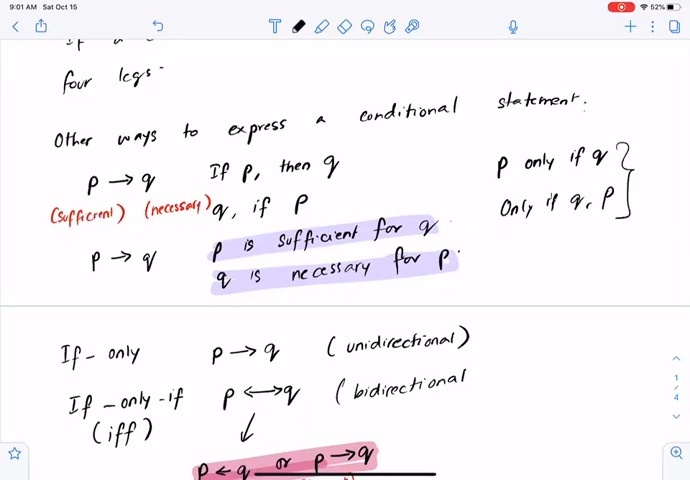 9:01 AM Sat Oct 15
52%
If a
four legs
Other ways to express a conditional statement.
p → q If p, then q
p only if q
(sufficient) (necessary) q, if p
Only if q, p
p → q p is sufficient for q
q is necessary for p.
If - only p → q (unidirectional)
If - only - if p ↔ q (bidirectional
(iff)
p ← q or p → q
1
4